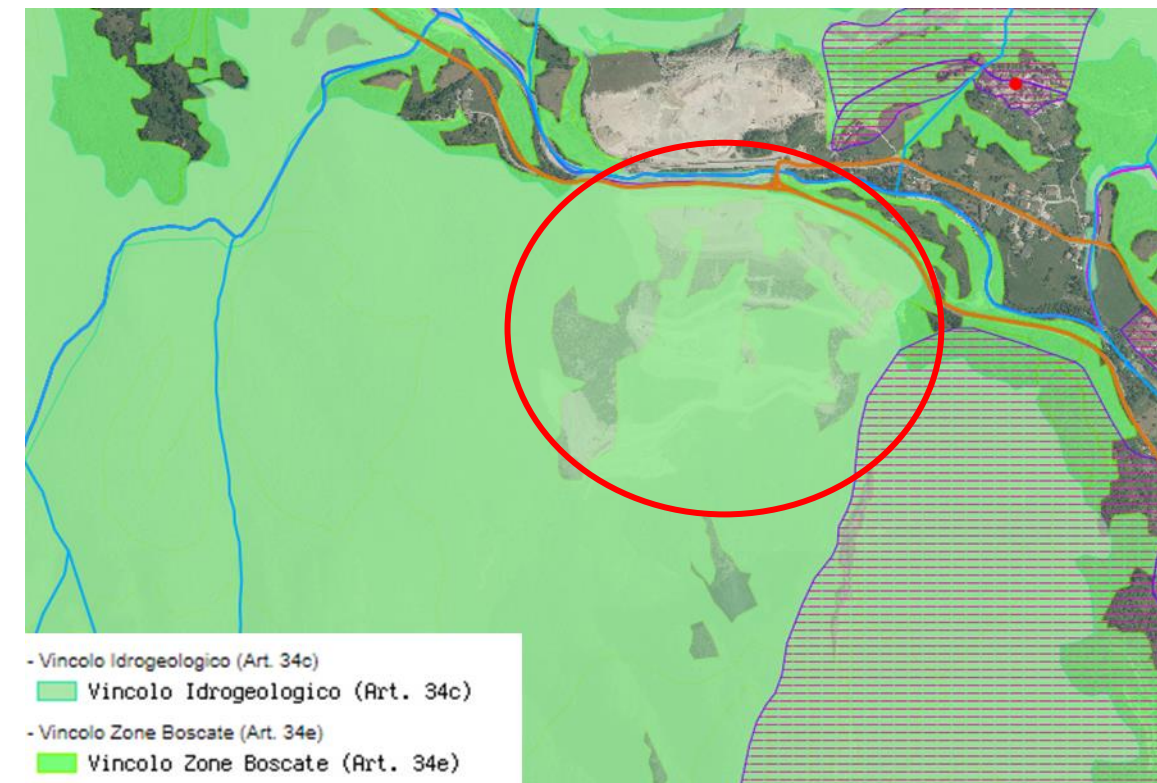 - Vincolo Idrogeologico (Art. 34c)
Vincolo Idrogeologico (Art. 34c)
- Vincolo Zone Boscate (Art. 34e)
Vincolo Zone Boscate (Art. 34e)